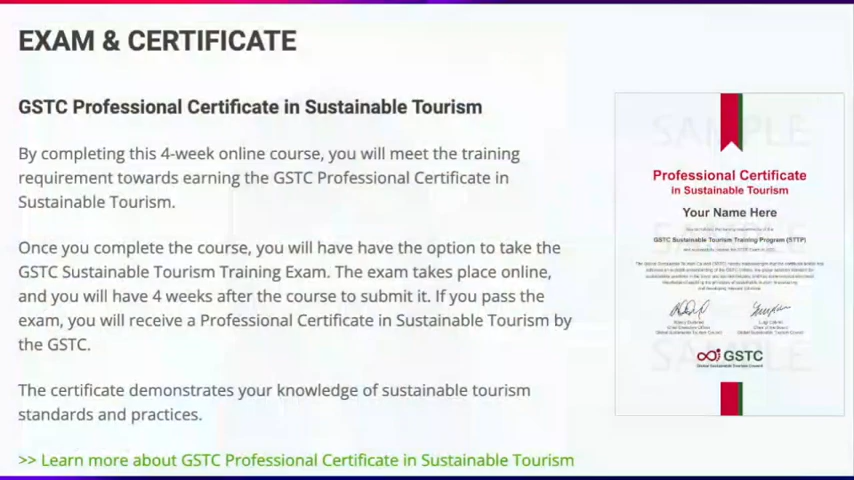 EXAM & CERTIFICATE
GSTC Professional Certificate in Sustainable Tourism
By completing this 4-week online course, you will meet the training
requirement towards earning the GSTC Professional Certificate in
Sustainable Tourism.
Once you complete the course, you will have have the option to take the
GSTC Sustainable Tourism Training Exam. The exam takes place online,
and you will have 4 weeks after the course to submit it. If you pass the
exam, you will receive a Professional Certificate in Sustainable Tourism by
the GSTC.
The certificate demonstrates your knowledge of sustainable tourism
standards and practices.
>> Learn more about GSTC Professional Certificate in Sustainable Tourism
SAMPLE
Professional Certificate
in Sustainable Tourism
Your Name Here
GSTC Sustainable Tourism Training Program (STTP)
SAMPLE
GSTC
Global Sustainable Tourism Council